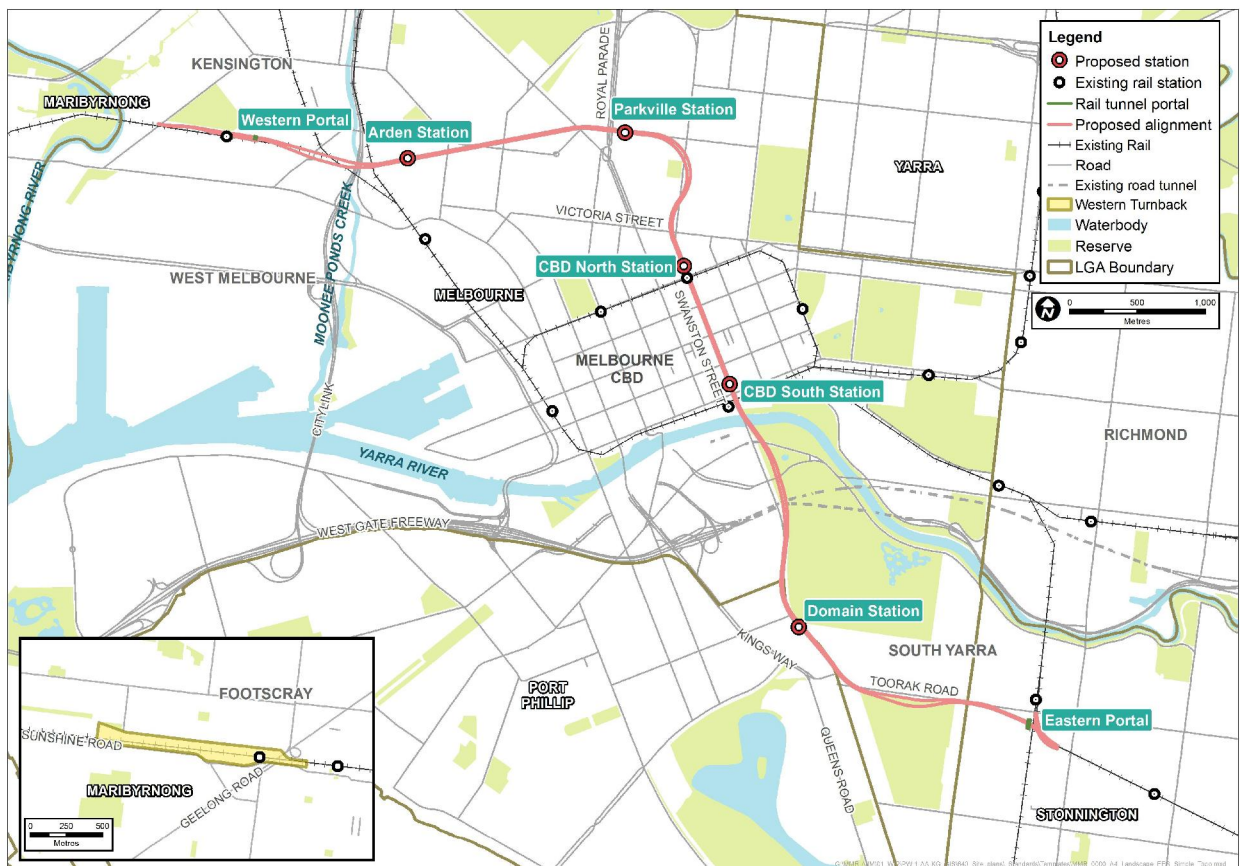 KENSINGTON
MARIBYRNONG
Western Portal
Arden Station
ROYAL PARADE
Parkville Station
Legend
Proposed station
Existing rail station
Rail tunnel portal
Proposed alignment
Existing Rail
Road
Existing road tunnel
Western Turnback
Waterbody
Reserve
LGA Boundary
N
0 500 1,000
Metres
YARRA
MARIBYRNONG RIVER
MOONEE PONDS CREEK
VICTORIA STREET
CBD North Station
WEST MELBOURNE
MELBOURNE
SWANSTON STREET
MELBOURNE
CBD
CBD South Station
CITYLINK
RICHMOND
YARRA RIVER
WEST GATE FREEWAY
Domain Station
KINGS WAY
SOUTH YARRA
TOORAK ROAD
PORT
PHILLIP
Eastern Portal
QUEENS ROAD
STONNINGTON
FOOTSCRAY
SUNSHINE ROAD
MARIBYRNONG
GEELONG ROAD
0 250 500
Metres